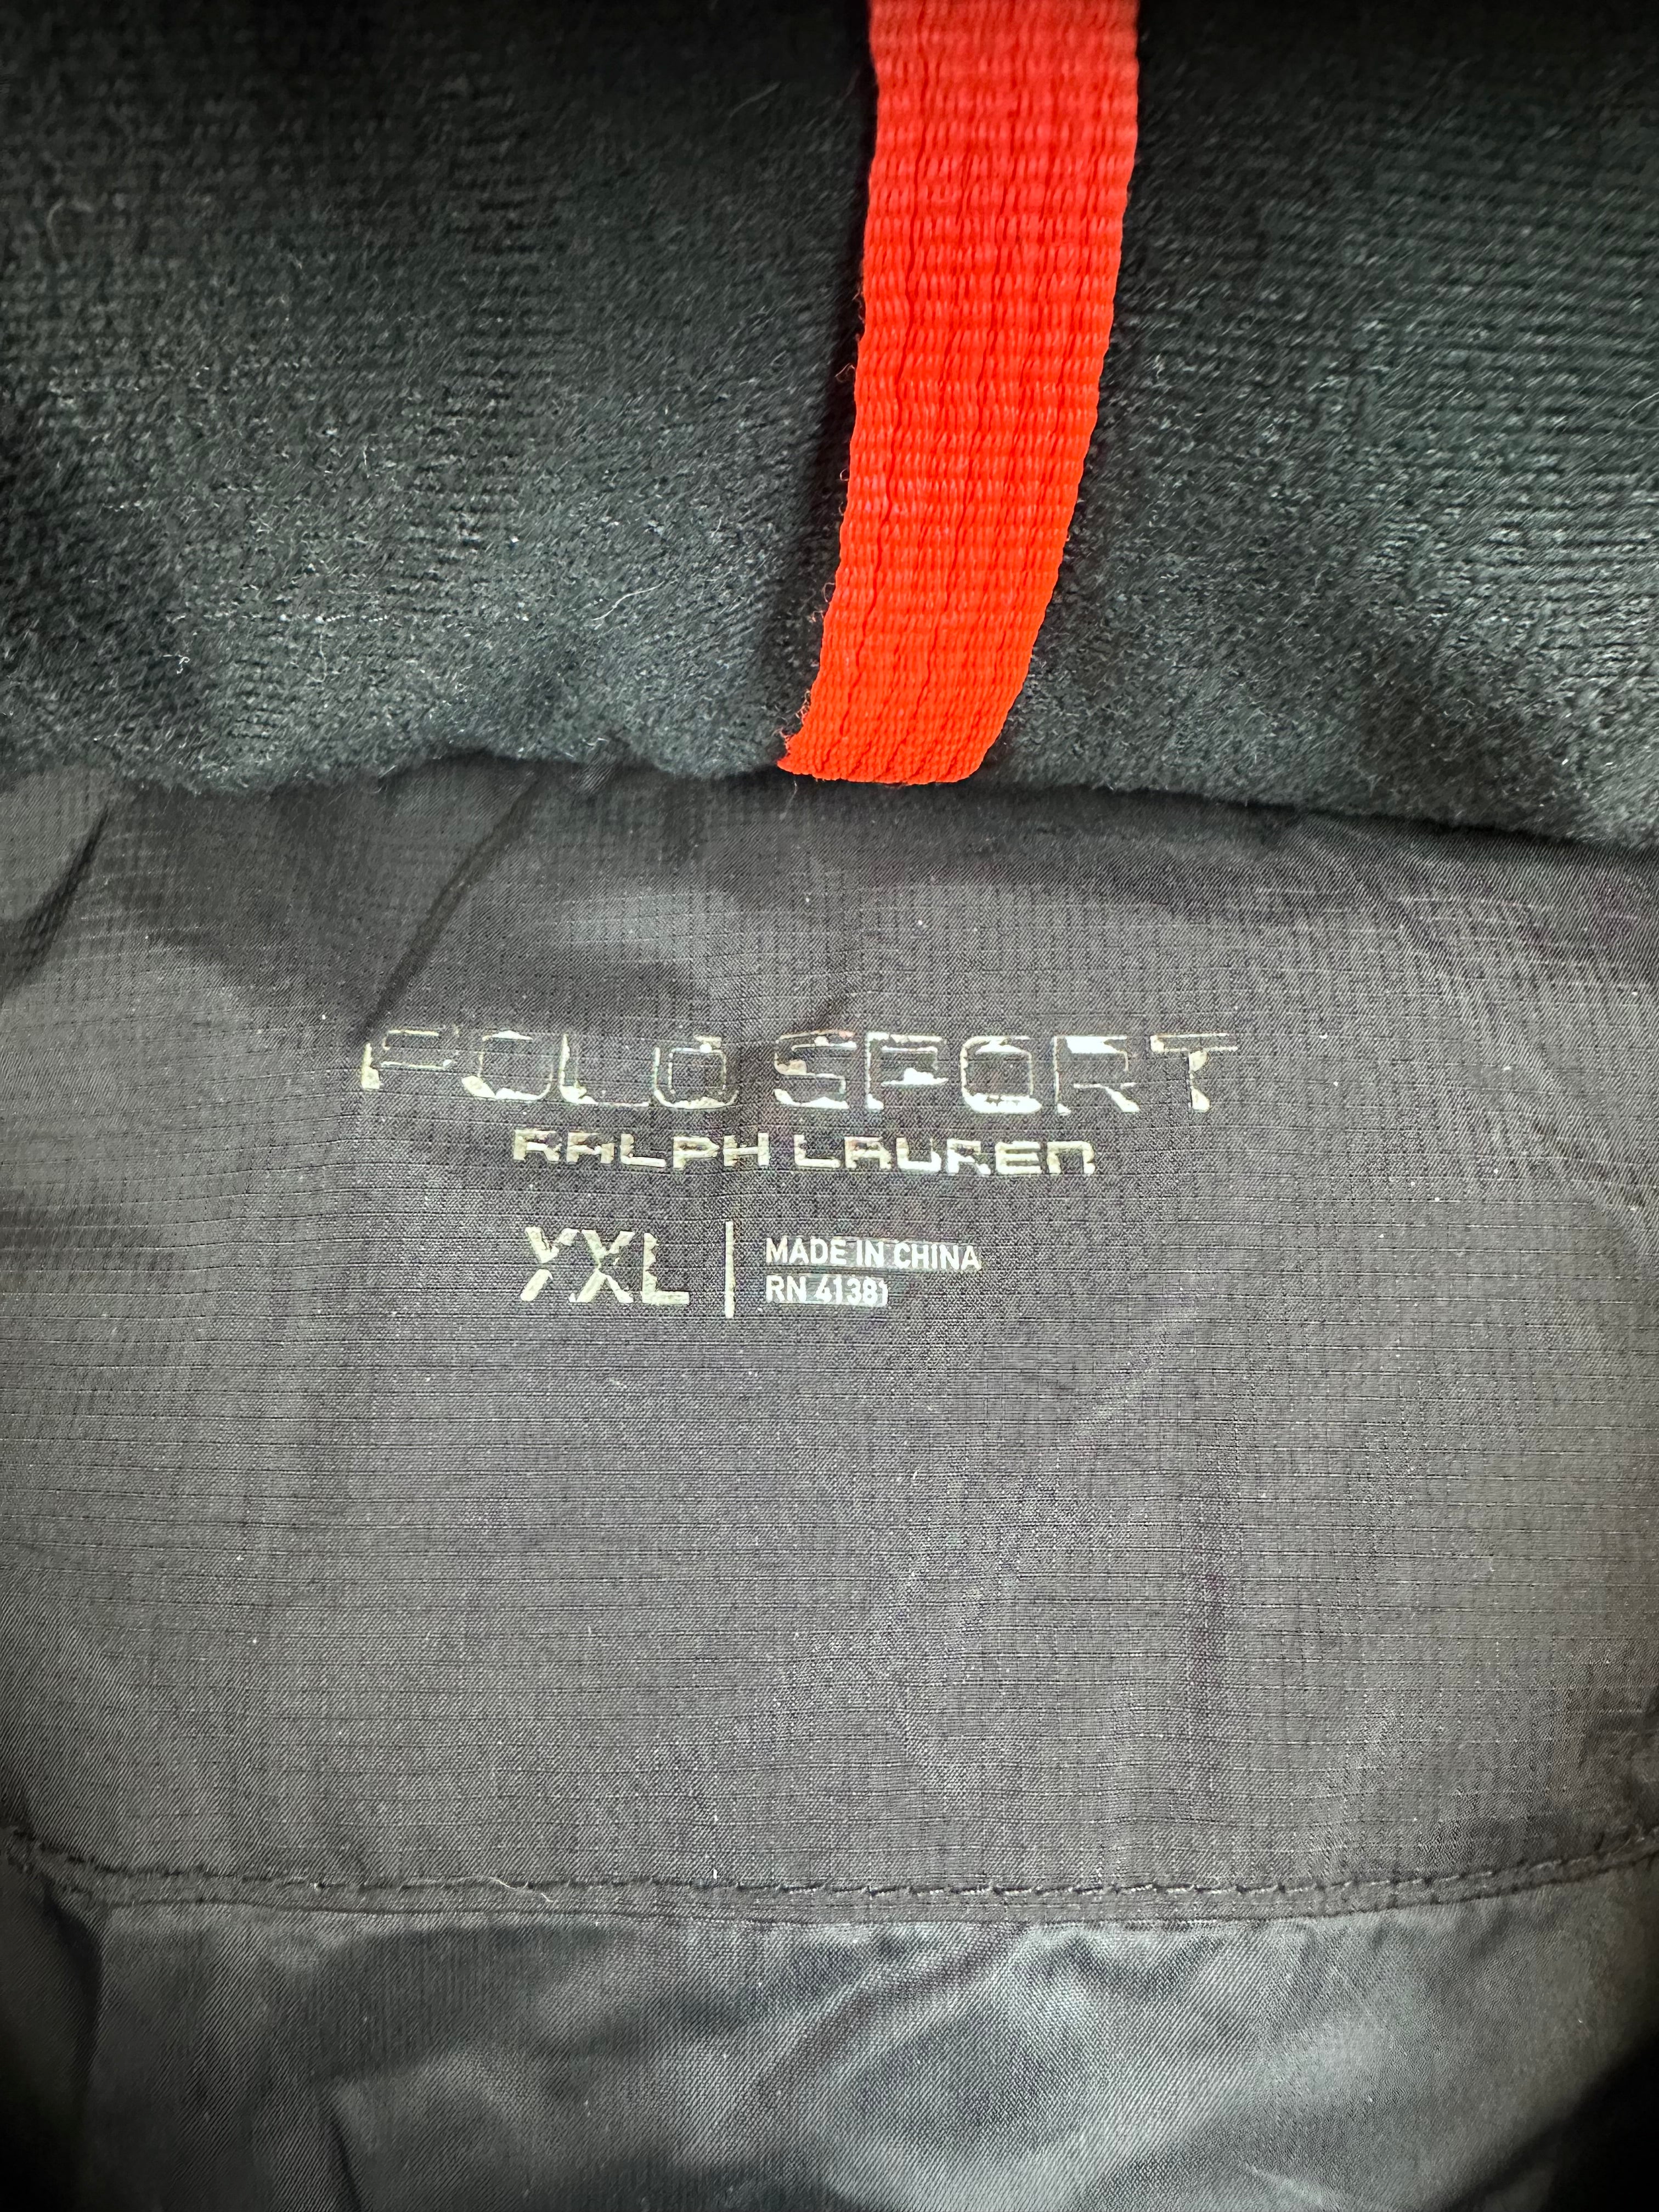 POLO SPORT
RALPH LAUREN
XXL
MADE IN CHINA
RN 41381